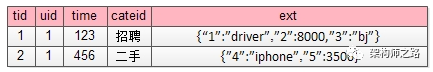 tid uid time cateid ext
1 1 123 招聘 {"1":"driver","2":8000,"3":"bj"}
2 1 456 二手 {"4":"iphone","5":3500}
架构师之路